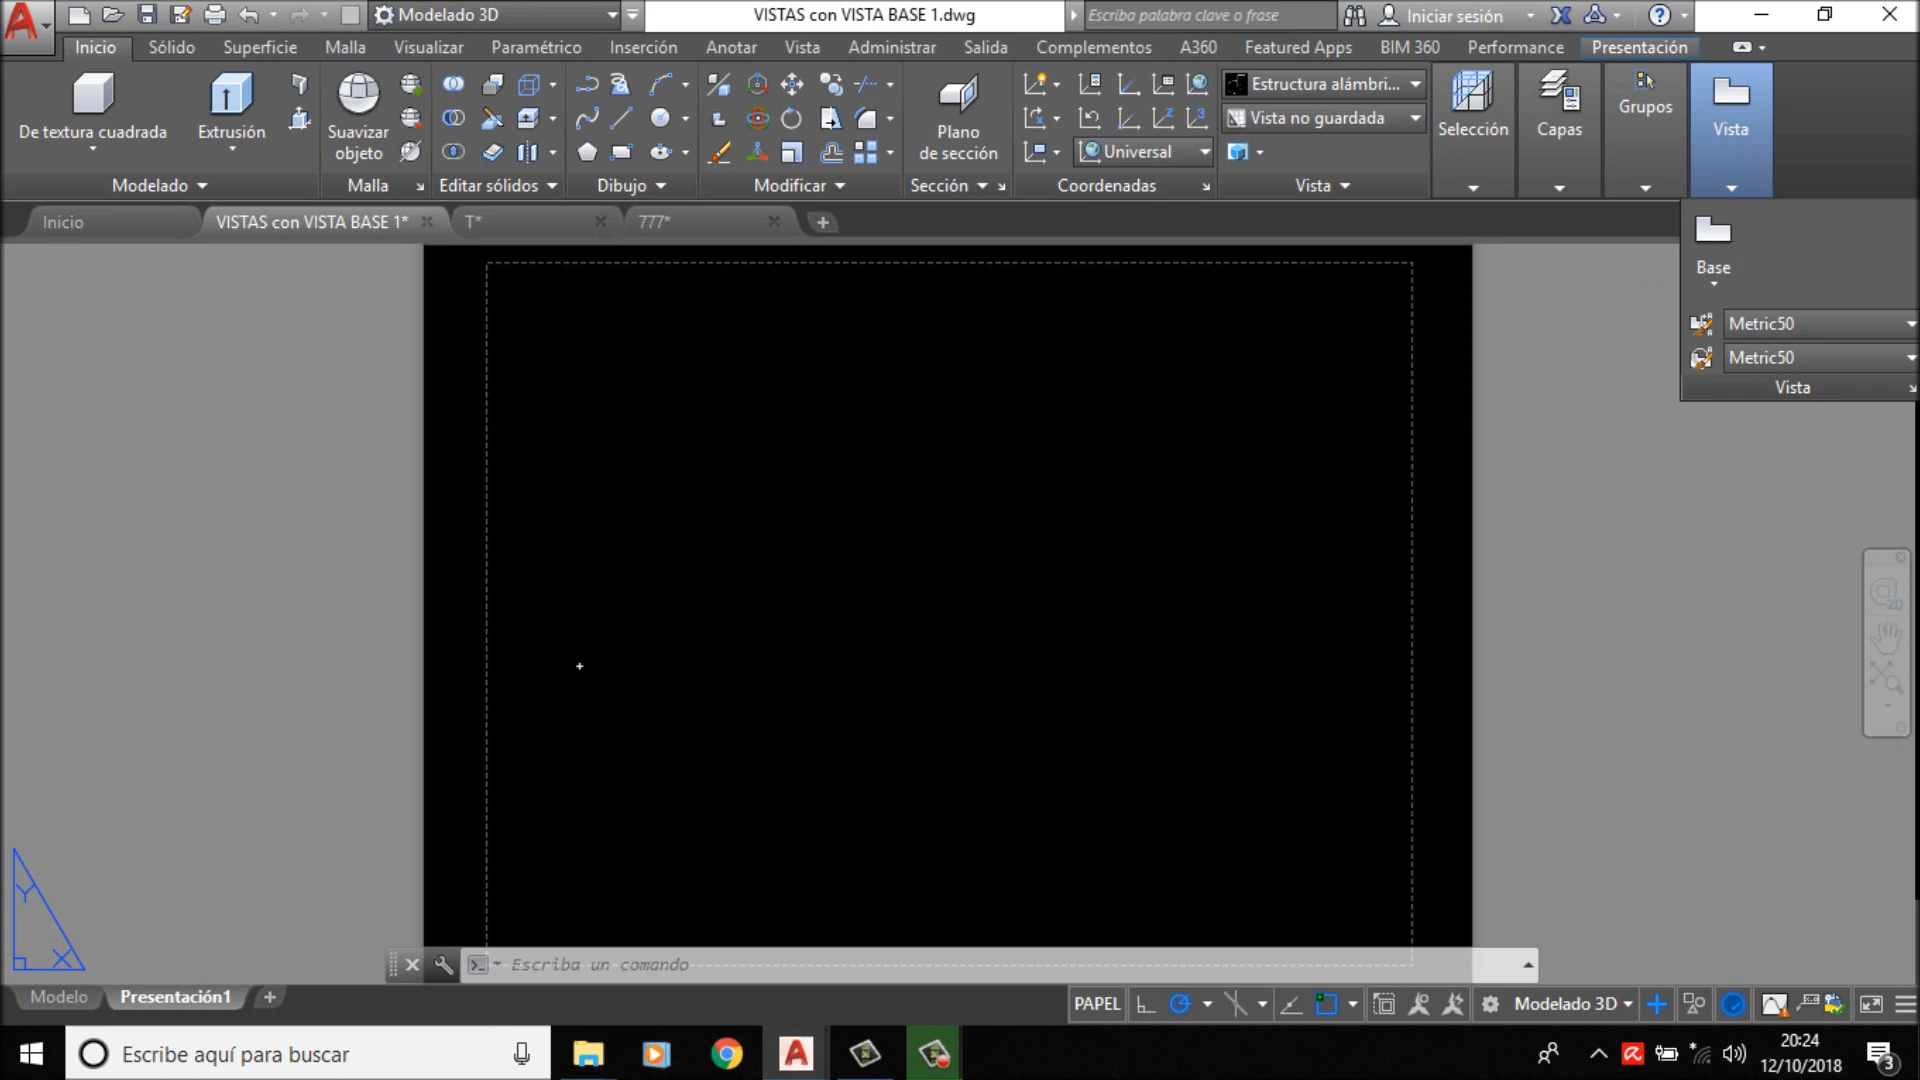 Modelado 3D
VISTAS con VISTA BASE 1.dwg
Escriba palabra clave o frase
Iniciar sesión
Inicio
Sólido
Superficie
Malla
Visualizar
Paramétrico
Inserción
Anotar
Vista
Administrar
Salida
Complementos
A360
Featured Apps
BIM 360
Performance
Presentación
De textura cuadrada
Extrusión
Suavizar
objeto
Plano
de sección
Universal
Estructura alámbri...
Vista no guardada
Selección
Capas
Grupos
Vista
Modelado
Malla
Editar sólidos
Dibujo
Modificar
Sección
Coordenadas
Vista
Inicio
VISTAS con VISTA BASE 1*
T*
777*
Base
Metric50
Metric50
Vista
2D
Y
X
Escriba un comando
Modelo
Presentación1
PAPEL
Modelado 3D
Escribe aquí para buscar
20:24
12/10/2018
3